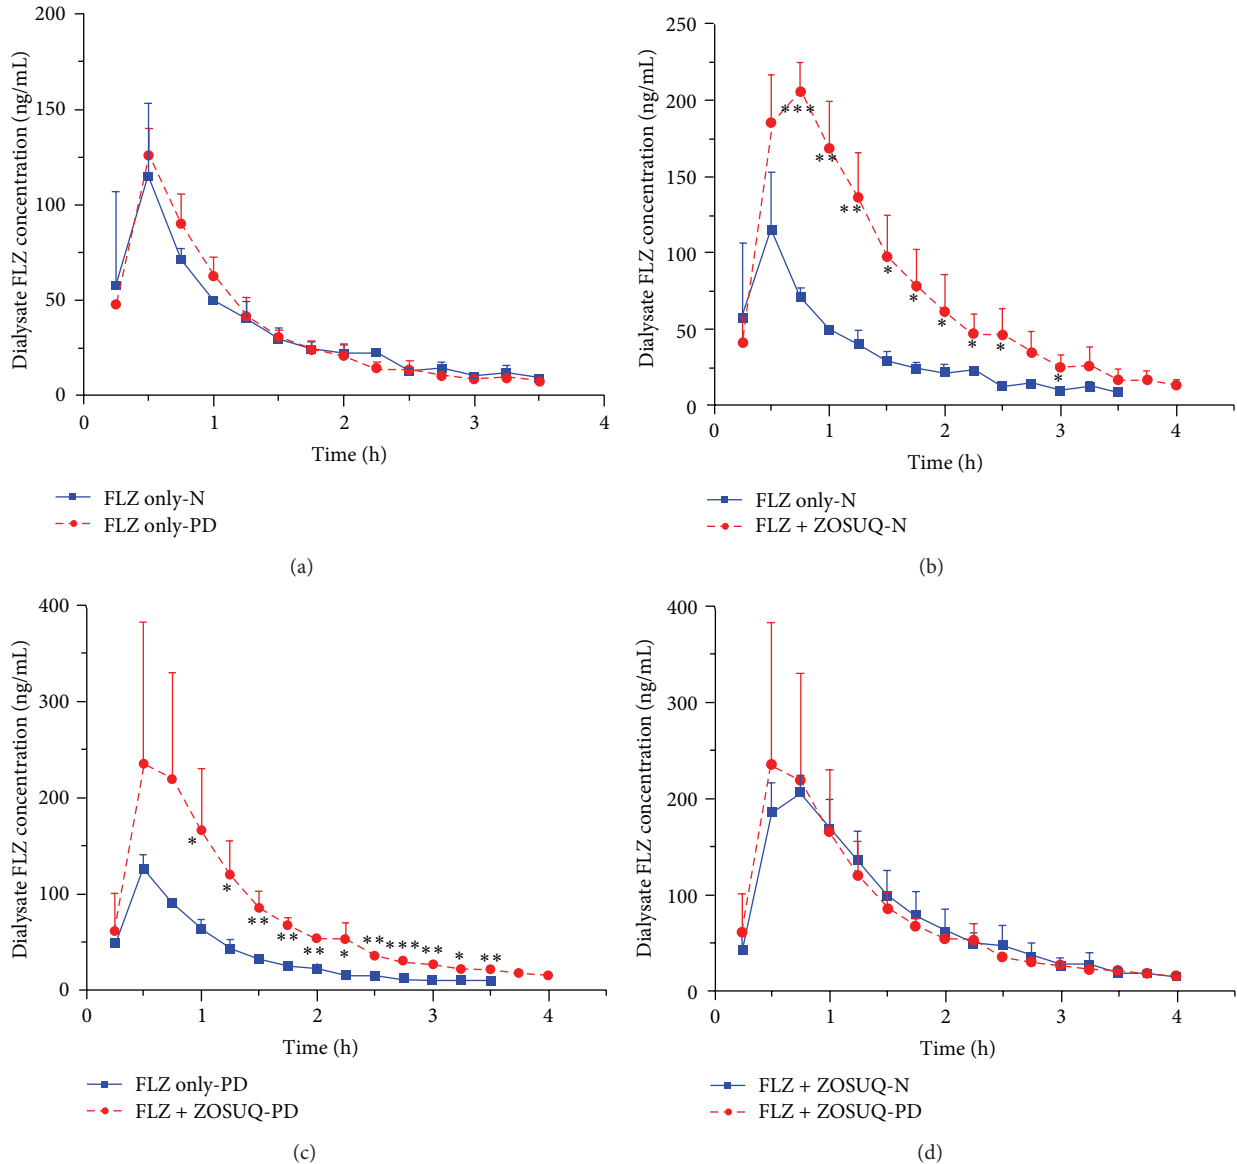 200
150
100
50
0
Dialysate FLZ concentration (ng/mL)
0 1 2 3 4
Time (h)
FLZ only-N
FLZ only-PD
(a)
250
200
150
100
50
0
Dialysate FLZ concentration (ng/mL)
***
**
**
*
*
*
*
*
*
0 1 2 3 4
Time (h)
FLZ only-N
FLZ + ZOSUQ-N
(b)
400
300
200
100
0
Dialysate FLZ concentration (ng/mL)
*
*
**
**
**
*
**
***
**
*
**
0 1 2 3 4
Time (h)
FLZ only-PD
FLZ + ZOSUQ-PD
(c)
400
300
200
100
0
Dialysate FLZ concentration (ng/mL)
0 1 2 3 4
Time (h)
FLZ + ZOSUQ-N
FLZ + ZOSUQ-PD
(d)